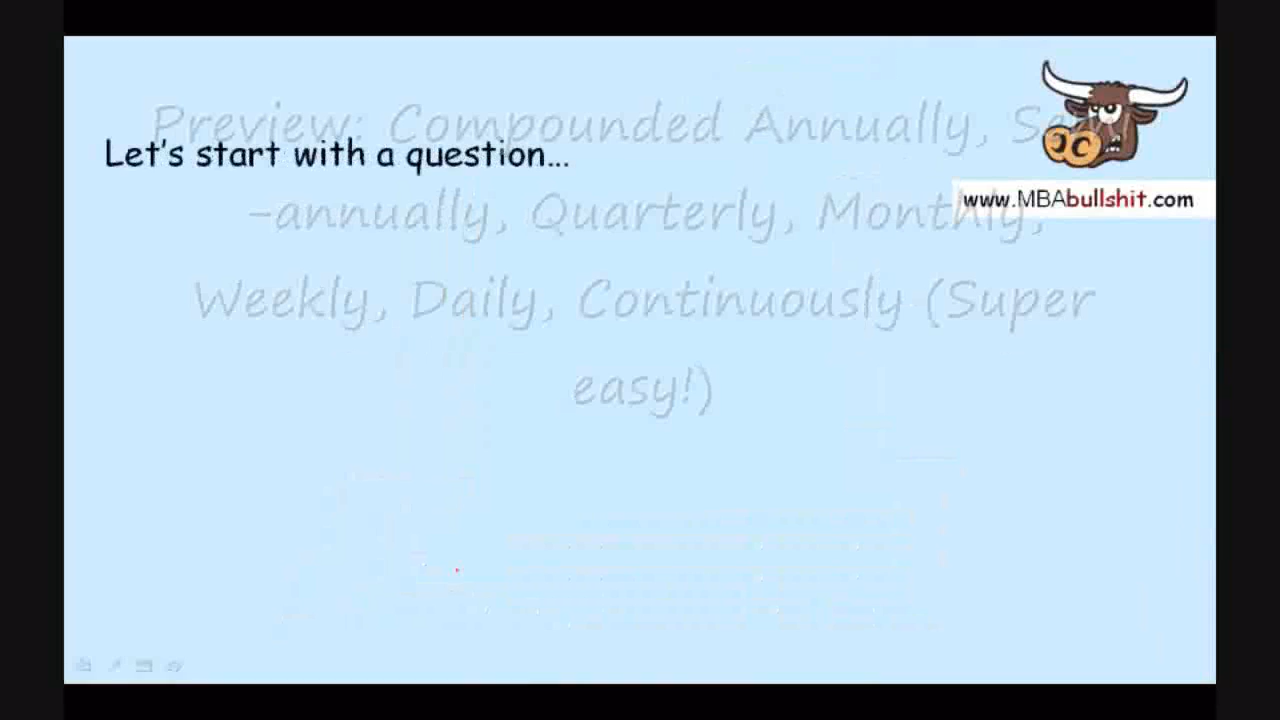 Preview: Compounded Annually, Semi
Let's start with a question...
-annually, Quarterly, Monthly,
www.MBAbullshit.com
Weekly, Daily, Continuously (Super
easy!)